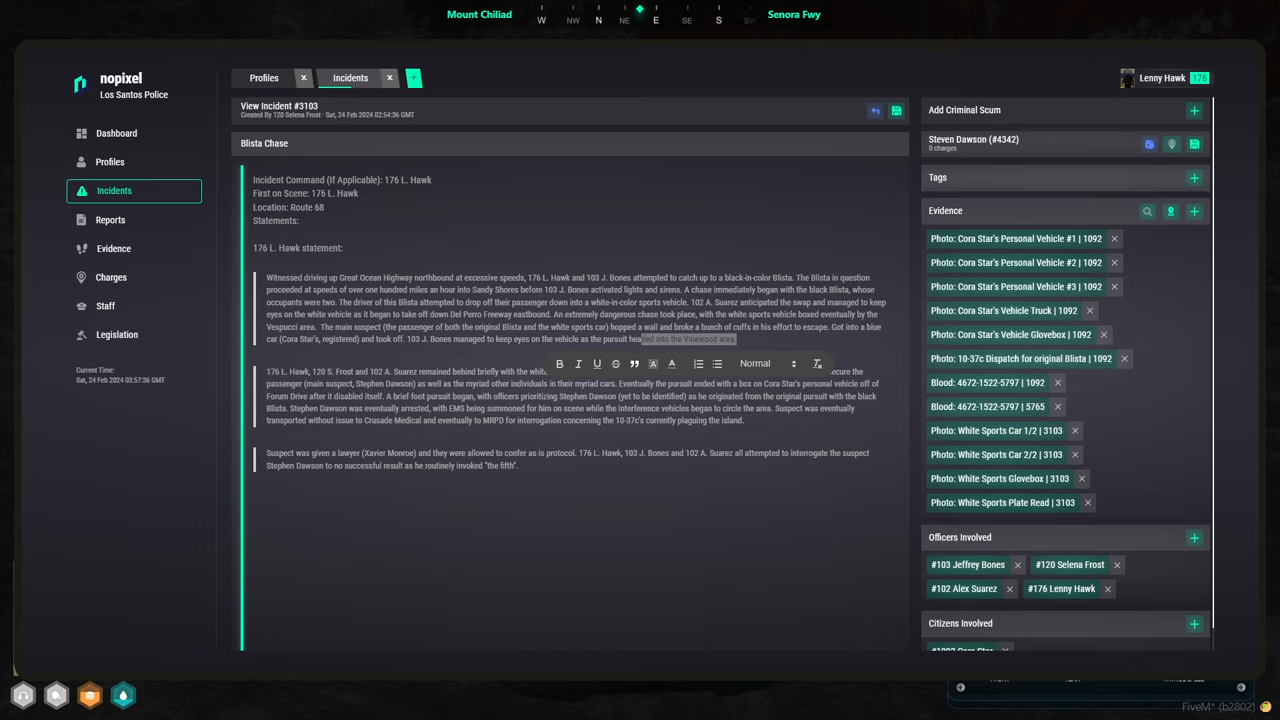 Mount Chiliad
W NW N NE E SE S SW
Senora Fwy
nopixel
Los Santos Police
Profiles
Incidents
Lenny Hawk 176
Dashboard
Profiles
Incidents
Reports
Evidence
Charges
Staff
Legislation
Current Time:
Sat, 24 Feb 2024 03:57:36 GMT
View Incident #3103
Created By 120 Selena Frost · Sat, 24 Feb 2024 02:54:36 GMT
Blista Chase
Incident Command (If Applicable): 176 L. Hawk
First on Scene: 176 L. Hawk
Location: Route 68
Statements:
176 L. Hawk statement:
Witnessed driving up Great Ocean Highway northbound at excessive speeds, 176 L. Hawk and 103 J. Bones attempted to catch up to a black-in-color Blista. The Blista in question
proceeded at speeds of over one hundred miles an hour into Sandy Shores before 103 J. Bones activated lights and sirens. A chase immediately began with the black Blista, whose
occupants were two. The driver of this Blista attempted to drop off their passenger down into a white-in-color sports vehicle. 102 A. Suarez anticipated the swap and managed to keep
eyes on the white vehicle as it began to take off down Del Perro Freeway eastbound. An extremely dangerous chase took place, with the white sports vehicle boxed eventually by the
Vespucci area. The main suspect (the passenger of both the original Blista and the white sports car) hopped a wall and broke a bunch of cuffs in his effort to escape. Got into a blue
car (Cora Star's, registered) and took off. 103 J. Bones managed to keep eyes on the vehicle as the pursuit headed into the Vinewood area.
B I U S A Normal
176 L. Hawk, 120 S. Frost and 102 A. Suarez remained behind briefly with the white secure the
passenger (main suspect, Stephen Dawson) as well as the myriad other individuals in their myriad cars. Eventually the pursuit ended with a box on Cora Star's personal vehicle off of
Forum Drive after it disabled itself. A brief foot pursuit began, with officers prioritizing Stephen Dawson (yet to be identified) as he originated from the original pursuit with the black
Blista. Stephen Dawson was eventually arrested, with EMS being summoned for him on scene while the interference vehicles began to circle the area. Suspect was eventually
transported without issue to Crusade Medical and eventually to MRPD for interrogation concerning the 10-37c's currently plaguing the island.
Suspect was given a lawyer (Xavier Monroe) and they were allowed to confer as is protocol. 176 L. Hawk, 103 J. Bones and 102 A. Suarez all attempted to interrogate the suspect
Stephen Dawson to no successful result as he routinely invoked "the fifth".
Add Criminal Scum
Steven Dawson (#4342)
0 charges
Tags
Evidence
Photo: Cora Star's Personal Vehicle #1 | 1092
Photo: Cora Star's Personal Vehicle #2 | 1092
Photo: Cora Star's Personal Vehicle #3 | 1092
Photo: Cora Star's Vehicle Trunk | 1092
Photo: Cora Star's Vehicle Glovebox | 1092
Photo: 10-37c Dispatch for original Blista | 1092
Blood: 4672-1522-5797 | 1092
Blood: 4672-1522-5797 | 5765
Photo: White Sports Car 1/2 | 3103
Photo: White Sports Car 2/2 | 3103
Photo: White Sports Glovebox | 3103
Photo: White Sports Plate Read | 3103
Officers Involved
#103 Jeffrey Bones #120 Selena Frost
#102 Alex Suarez #176 Lenny Hawk
Citizens Involved
#1092 Cora Star
FiveM* (b2802)